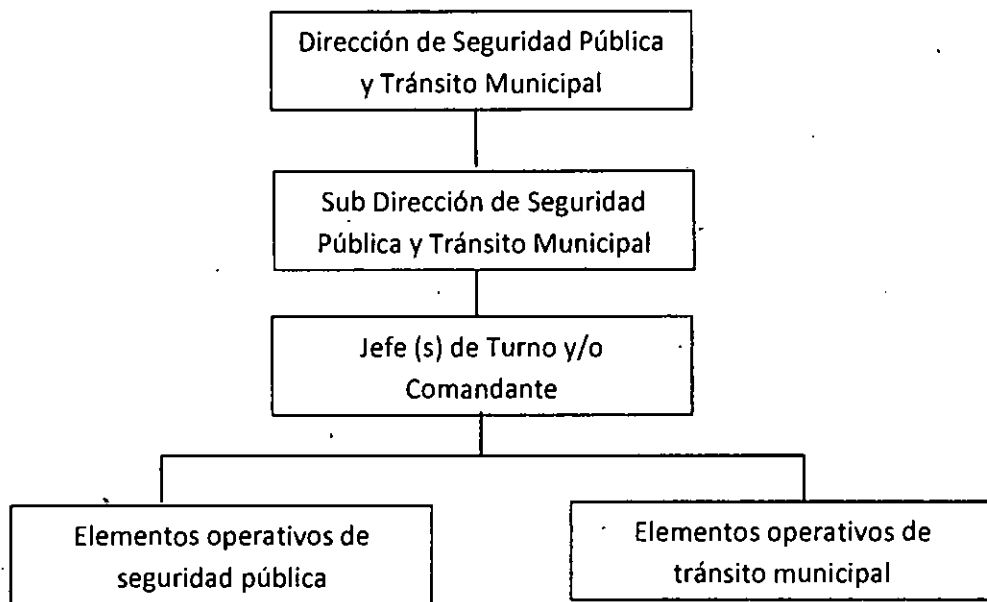 Dirección de Seguridad Pública
y Tránsito Municipal
Sub Dirección de Seguridad
Pública y Tránsito Municipal
Jefe (s) de Turno y/o
Comandante
Elementos operativos de
seguridad pública
Elementos operativos de
tránsito municipal